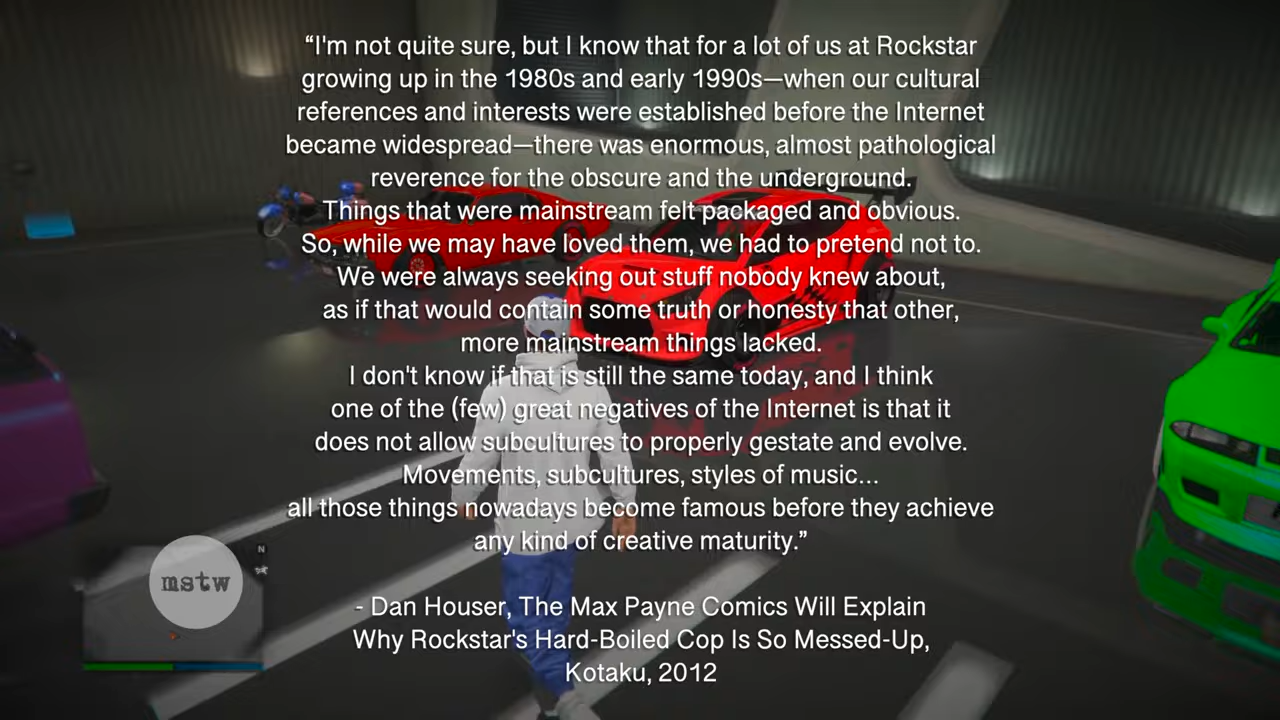 “I'm not quite sure, but I know that for a lot of us at Rockstar
growing up in the 1980s and early 1990s—when our cultural
references and interests were established before the Internet
became widespread—there was enormous, almost pathological
reverence for the obscure and the underground.
Things that were mainstream felt packaged and obvious.
So, while we may have loved them, we had to pretend not to.
We were always seeking out stuff nobody knew about,
as if that would contain some truth or honesty that other,
more mainstream things lacked.
I don't know if that is still the same today, and I think
one of the (few) great negatives of the Internet is that it
does not allow subcultures to properly gestate and evolve.
Movements, subcultures, styles of music...
all those things nowadays become famous before they achieve
any kind of creative maturity.”
N
mstw
- Dan Houser, The Max Payne Comics Will Explain
Why Rockstar's Hard-Boiled Cop Is So Messed-Up,
Kotaku, 2012